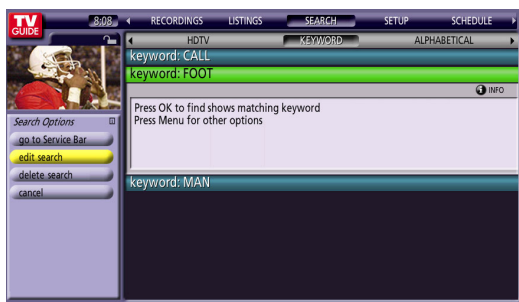 TV
GUIDE
8:08
RECORDINGS LISTINGS SEARCH SETUP SCHEDULE
HDTV KEYWORD ALPHABETICAL
keyword: CALL
keyword: FOOT
INFO
Press OK to find shows matching keyword
Press Menu for other options
Search Options
go to Service Bar
edit search
delete search
cancel
keyword: MAN